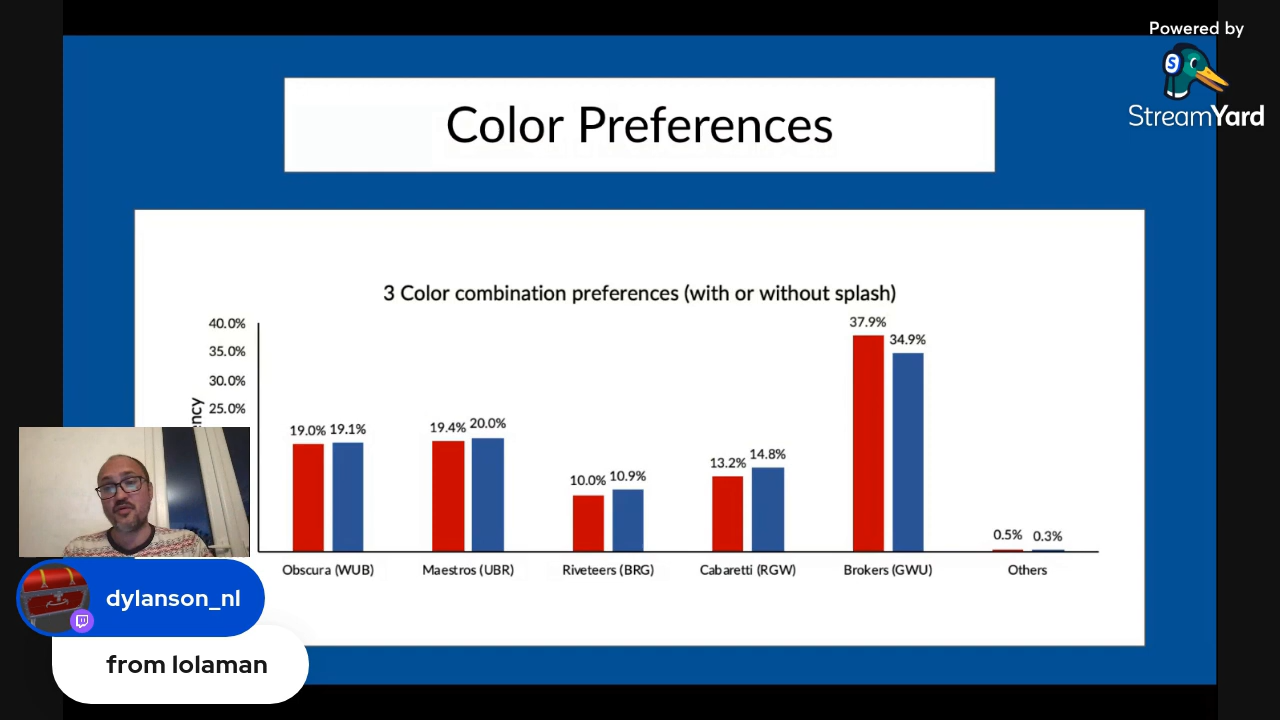 Powered by
StreamYard
Color Preferences
3 Color combination preferences (with or without splash)
40.0%
35.0%
30.0%
25.0%
19.0% 19.1%
19.4% 20.0%
10.0% 10.9%
13.2% 14.8%
37.9%
34.9%
0.5% 0.3%
Obscura (WUB)
Maestros (UBR)
Riveteers (BRG)
Cabaretti (RGW)
Brokers (GWU)
Others
dylanson_nl
from lolaman